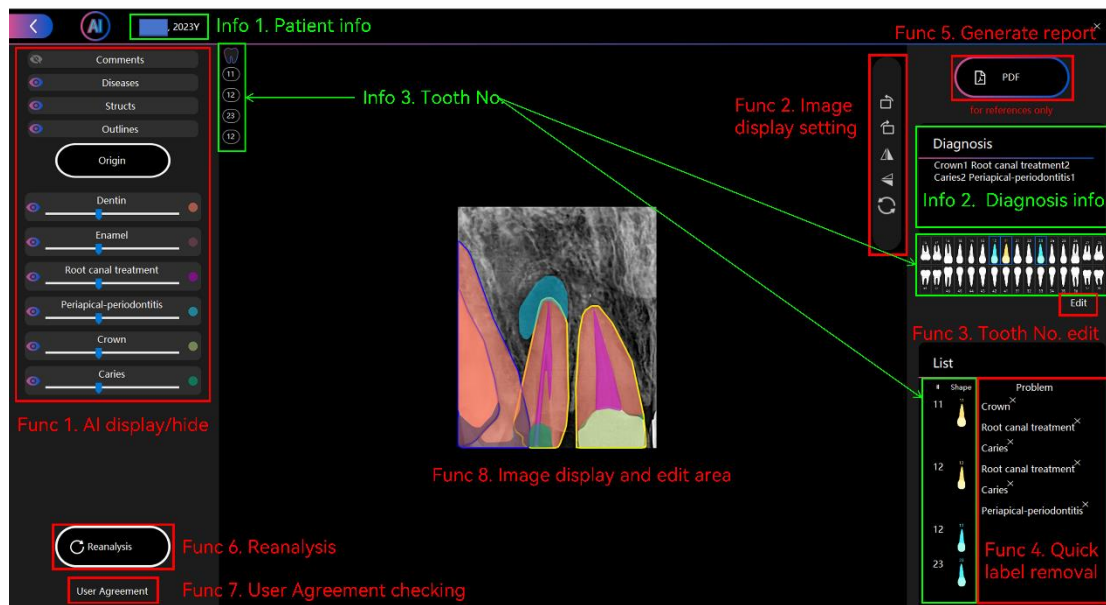 AI
, 2023Y
Info 1. Patient info
Func 5. Generate report
Comments
Diseases
Structs
Outlines
Origin
Dentin
Enamel
Root canal treatment
Periapical-periodontitis
Crown
Caries
Func 1. AI display/hide
Reanalysis
Func 6. Reanalysis
User Agreement
Func 7. User Agreement checking
11
12
23
12
Info 3. Tooth No.
Func 2. Image
display setting
Func 8. Image display and edit area
PDF
for references only
Diagnosis
Crown1 Root canal treatment2
Caries2 Periapical-periodontitis1
Info 2. Diagnosis info
Edit
Func 3. Tooth No. edit
List
Shape
Problem
11
Crown
Root canal treatment
Caries
12
Root canal treatment
Caries
Periapical-periodontitis
12
23
Func 4. Quick
label removal